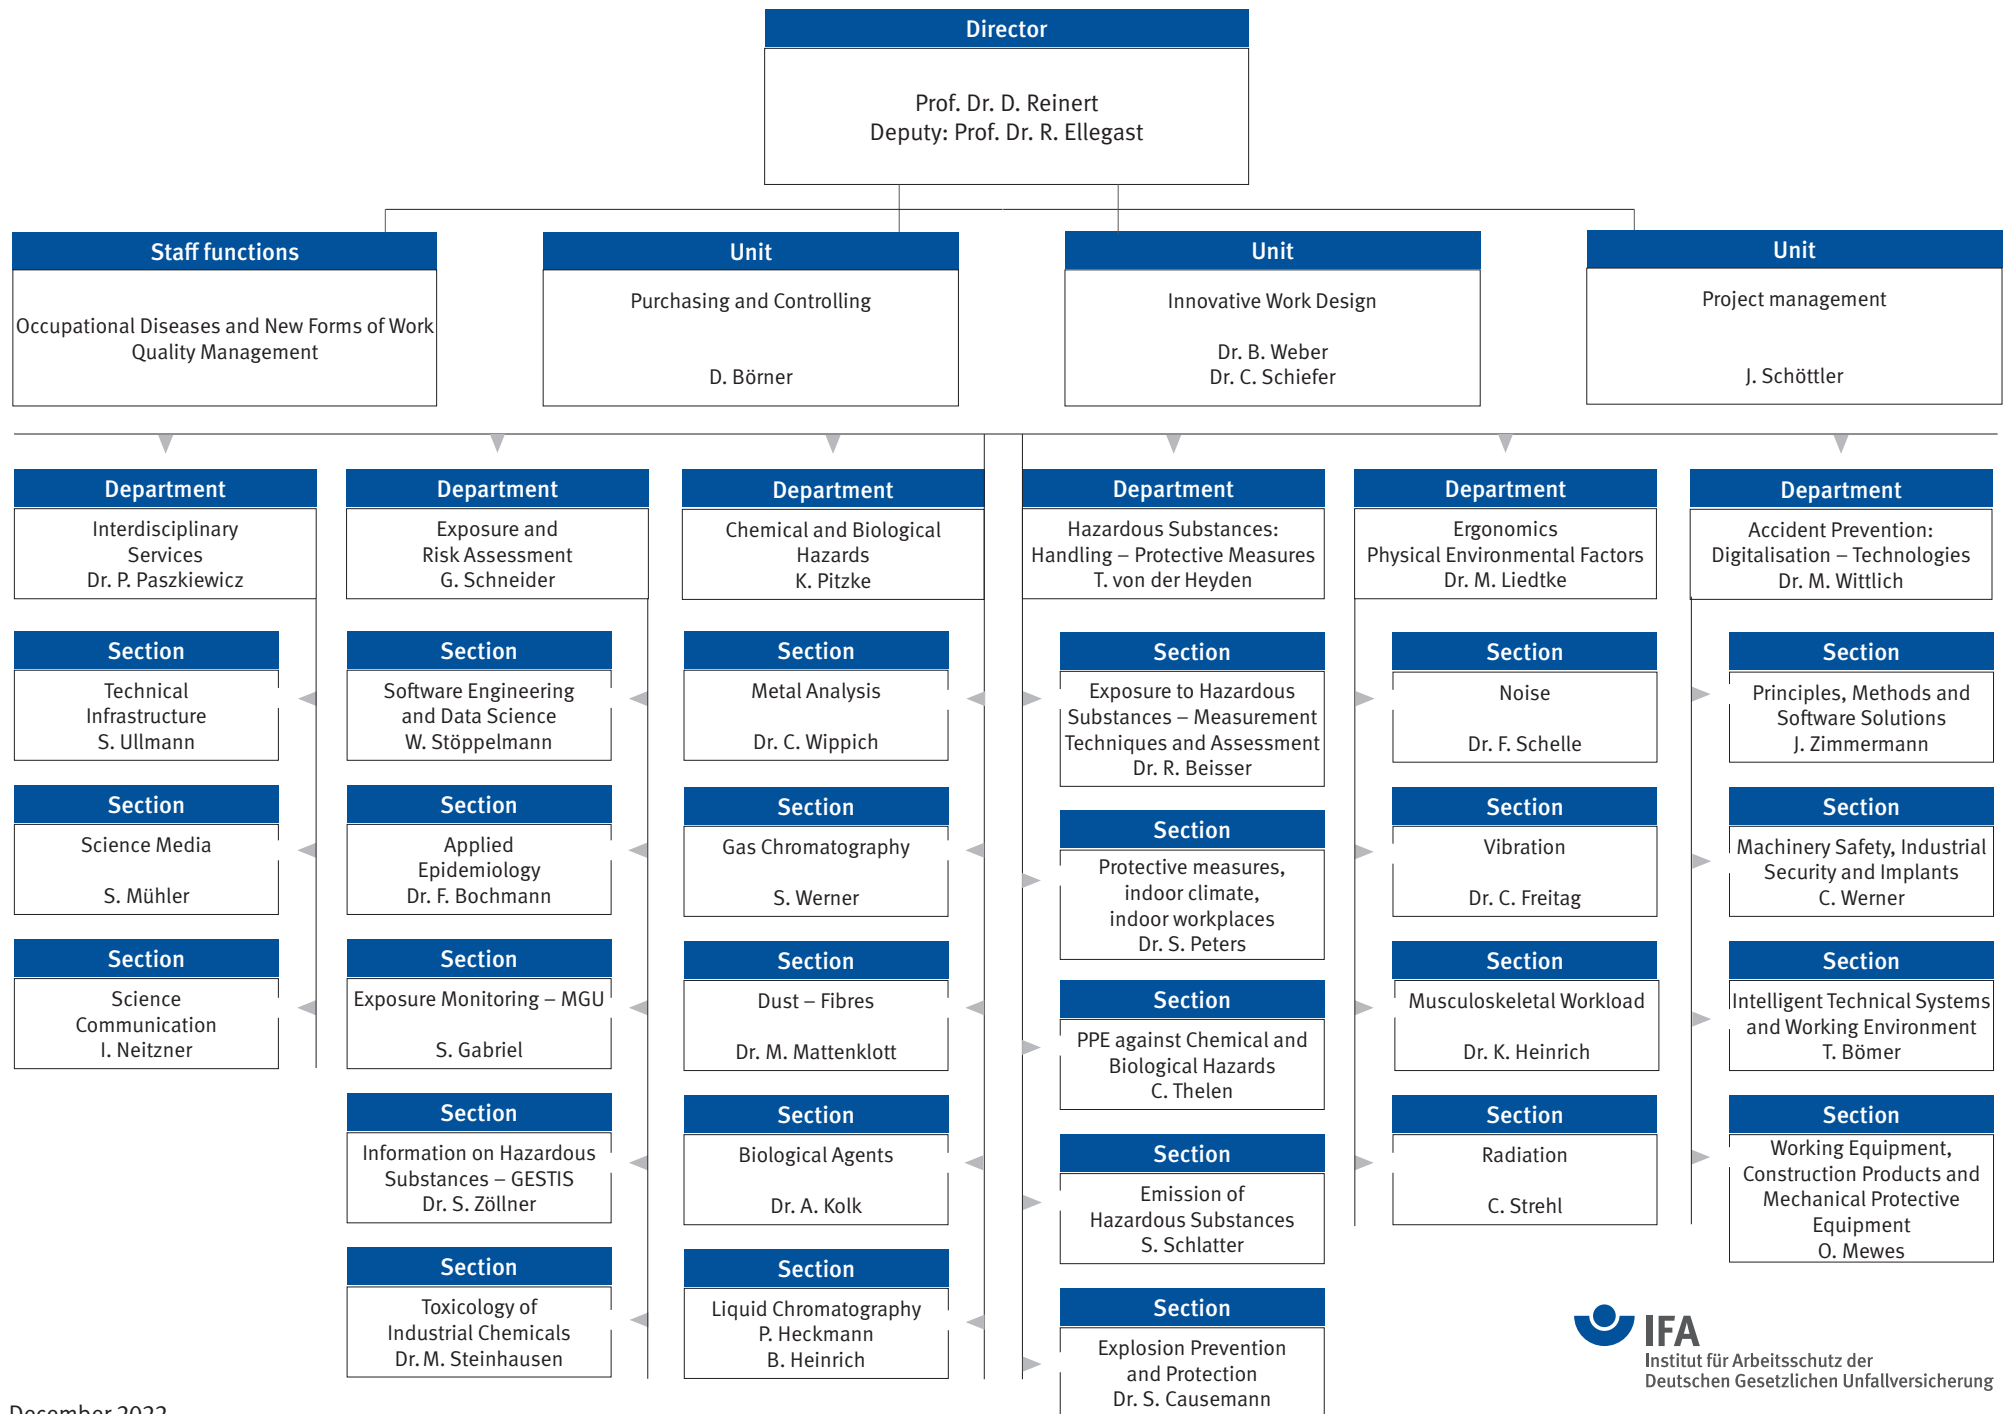 Director
Prof. Dr. D. Reinert
Deputy: Prof. Dr. R. Ellegast
Staff functions
Occupational Diseases and New Forms of Work
Quality Management
Unit
Purchasing and Controlling
D. Börner
Unit
Innovative Work Design
Dr. B. Weber
Dr. C. Schiefer
Unit
Project management
J. Schöttler
Department
Interdisciplinary
Services
Dr. P. Paszkiewicz
Section
Technical
Infrastructure
S. Ullmann
Section
Science Media
S. Mühler
Section
Science
Communication
I. Neitzner
Department
Exposure and
Risk Assessment
G. Schneider
Section
Software Engineering
and Data Science
W. Stöppelmann
Section
Applied
Epidemiology
Dr. F. Bochmann
Section
Exposure Monitoring – MGU
S. Gabriel
Section
Information on Hazardous
Substances – GESTIS
Dr. S. Zöllner
Section
Toxicology of
Industrial Chemicals
Dr. M. Steinhausen
Department
Chemical and Biological
Hazards
K. Pitzke
Section
Metal Analysis
Dr. C. Wippich
Section
Gas Chromatography
S. Werner
Section
Dust – Fibres
Dr. M. Mattenklott
Section
Biological Agents
Dr. A. Kolk
Section
Liquid Chromatography
P. Heckmann
B. Heinrich
Department
Hazardous Substances:
Handling – Protective Measures
T. von der Heyden
Section
Exposure to Hazardous
Substances – Measurement
Techniques and Assessment
Dr. R. Beisser
Section
Protective measures,
indoor climate,
indoor workplaces
Dr. S. Peters
Section
PPE against Chemical and
Biological Hazards
C. Thelen
Section
Emission of
Hazardous Substances
S. Schlatter
Section
Explosion Prevention
and Protection
Dr. S. Causemann
Department
Ergonomics
Physical Environmental Factors
Dr. M. Liedtke
Section
Noise
Dr. F. Schelle
Section
Vibration
Dr. C. Freitag
Section
Musculoskeletal Workload
Dr. K. Heinrich
Section
Radiation
C. Strehl
Department
Accident Prevention:
Digitalisation – Technologies
Dr. M. Wittlich
Section
Principles, Methods and
Software Solutions
J. Zimmermann
Section
Machinery Safety, Industrial
Security and Implants
C. Werner
Section
Intelligent Technical Systems
and Working Environment
T. Bömer
Section
Working Equipment,
Construction Products and
Mechanical Protective
Equipment
O. Mewes
IFA
Institut für Arbeitsschutz der
Deutschen Gesetzlichen Unfallversicherung
December 2022